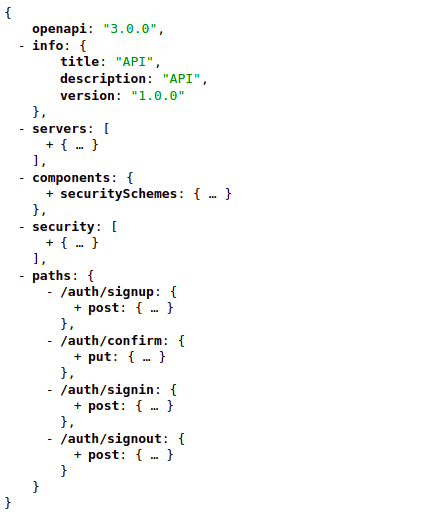 {
    openapi: "3.0.0",
  - info: {
        title: "API",
        description: "API",
        version: "1.0.0"
    },
  - servers: [
      + { … }
    ],
  - components: {
      + securitySchemes: { … }
    },
  - security: [
      + { … }
    ],
  - paths: {
      - /auth/signup: {
          + post: { … }
        },
      - /auth/confirm: {
          + put: { … }
        },
      - /auth/signin: {
          + post: { … }
        },
      - /auth/signout: {
          + post: { … }
        }
    }
}